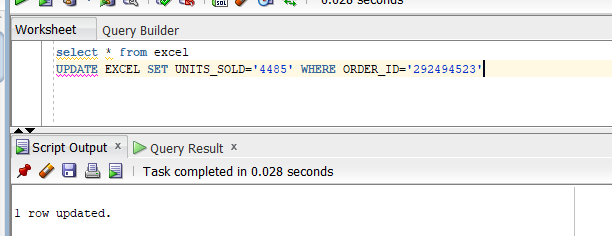 0.028 seconds
Worksheet Query Builder
select * from excel
UPDATE EXCEL SET UNITS_SOLD='4485' WHERE ORDER_ID='292494523'
Script Output x Query Result x
Task completed in 0.028 seconds
1 row updated.